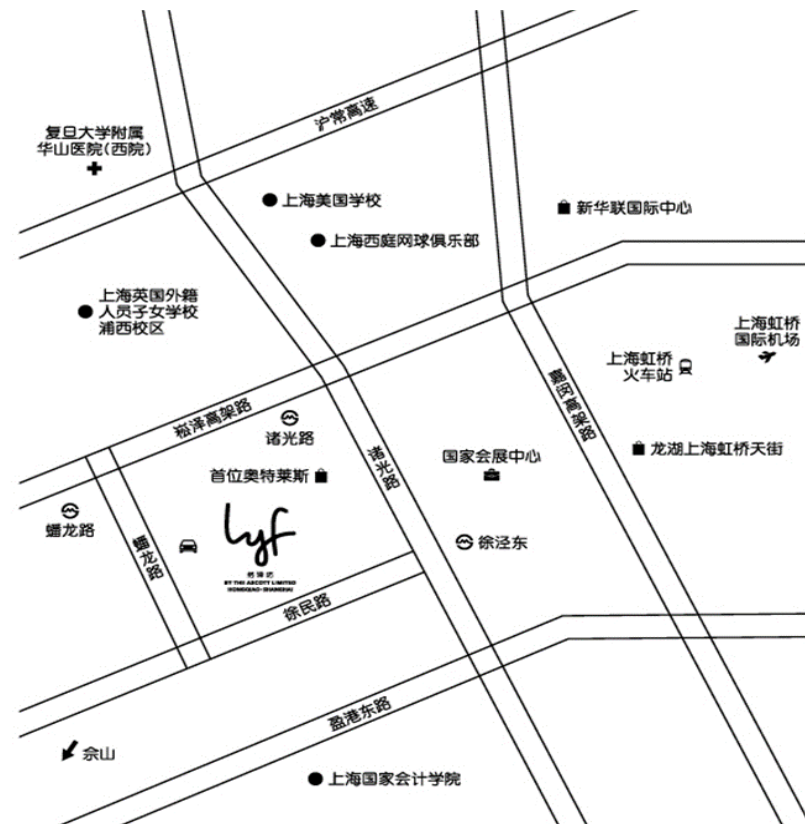 沪常高速
复旦大学附属
华山医院(西院)
上海美国学校
新华联国际中心
上海西庭网球俱乐部
上海英国外籍
人员子女学校
浦西校区
上海虹桥
国际机场
上海虹桥
火车站
嘉闵高架路
崧泽高架路
诸光路
诸光路
国家会展中心
龙湖上海虹桥天街
首位奥特莱斯
蟠龙路
蟠龙路
lyf
BY THE ASCOTT LIMITED
HONGQIAO·SHANGHAI
徐泾东
徐民路
盈港东路
佘山
上海国家会计学院